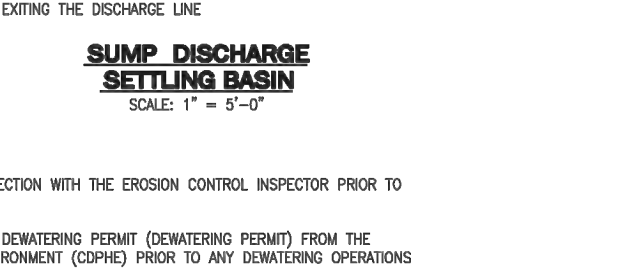 EXITING THE DISCHARGE LINE
SUMP DISCHARGE
SETTLING BASIN
SCALE: 1" = 5'-0"
ECTION WITH THE EROSION CONTROL INSPECTOR PRIOR TO
DEWATERING PERMIT (DEWATERING PERMIT) FROM THE
RONMENT (CDPHE) PRIOR TO ANY DEWATERING OPERATIONS